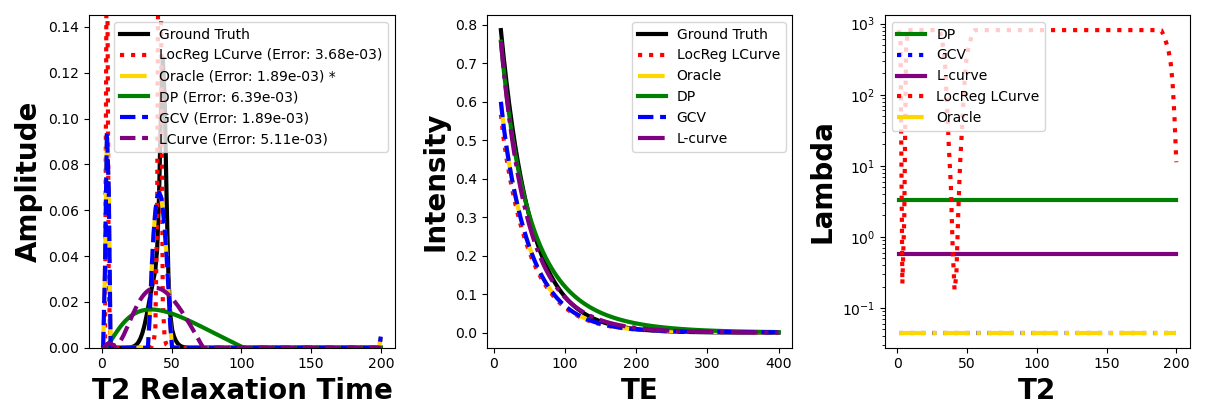 0.14
0.12
0.10
0.08
0.06
0.04
0.02
0.00
Amplitude
Ground Truth
LocReg LCurve (Error: 3.68e-03)
Oracle (Error: 1.89e-03) *
DP (Error: 6.39e-03)
GCV (Error: 1.89e-03)
LCurve (Error: 5.11e-03)
0 50 100 150 200
T2 Relaxation Time
0.8
0.7
0.6
0.5
0.4
0.3
0.2
0.1
0.0
Intensity
Ground Truth
LocReg LCurve
Oracle
DP
GCV
L-curve
0 100 200 300 400
TE
10³
10²
10¹
10⁰
10⁻¹
Lambda
DP
GCV
L-curve
LocReg LCurve
Oracle
0 50 100 150 200
T2